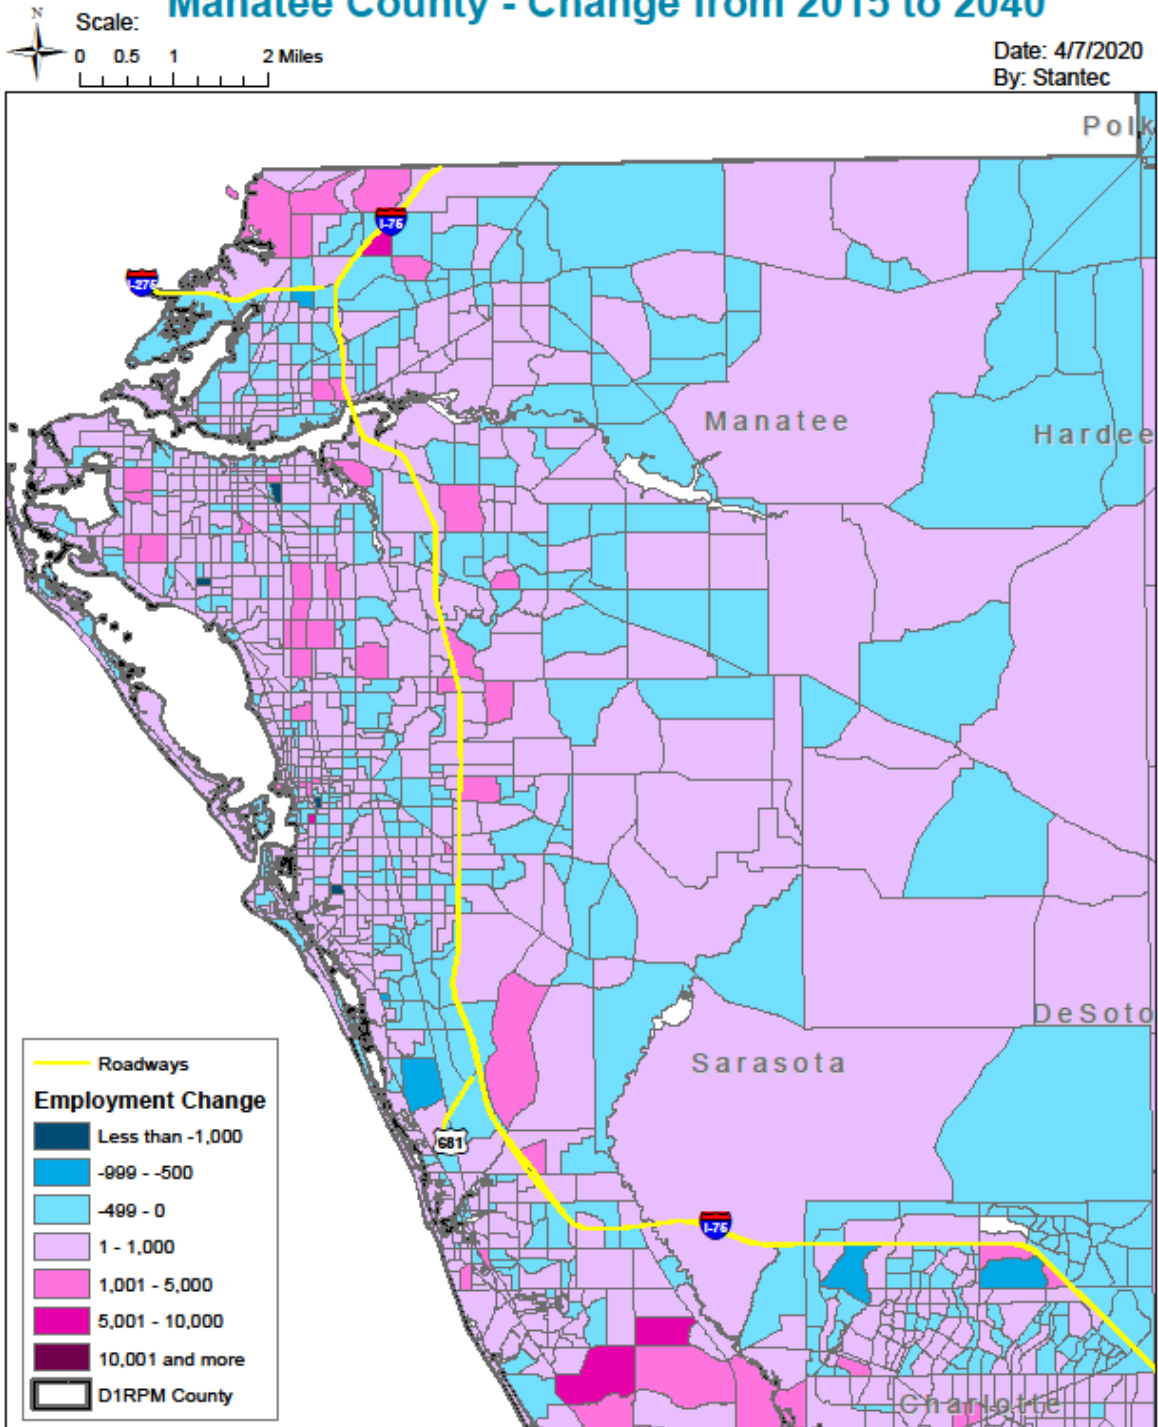 Manatee County - Change from 2015 to 2040
N
Scale:
0 0.5 1 2 Miles
Date: 4/7/2020
By: Stantec
Polk
I-75
I-275
Manatee
Hardee
DeSoto
Sarasota
681
I-75
Charlotte
Roadways
Employment Change
Less than -1,000
-999 - -500
-499 - 0
1 - 1,000
1,001 - 5,000
5,001 - 10,000
10,001 and more
D1RPM County